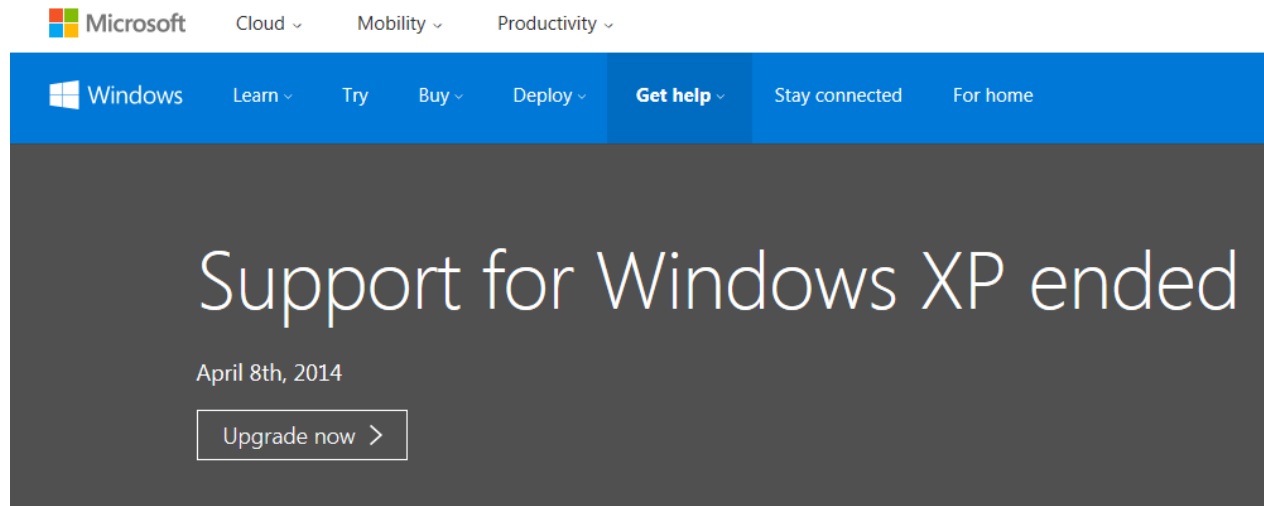 Microsoft Cloud Mobility Productivity
Windows Learn Try Buy Deploy Get help Stay connected For home
Support for Windows XP ended
April 8th, 2014
Upgrade now